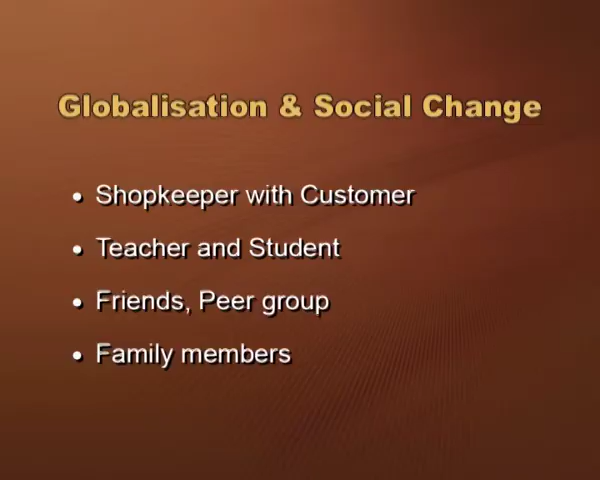 Globalisation & Social Change
• Shopkeeper with Customer
• Teacher and Student
• Friends, Peer group
• Family members